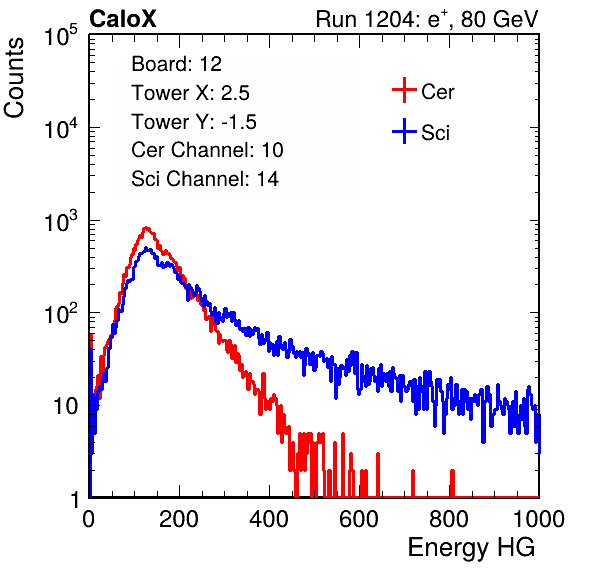 CaloX Run 1204: e⁺, 80 GeV
Counts
Board: 12
Tower X: 2.5
Tower Y: -1.5
Cer Channel: 10
Sci Channel: 14
Cer
Sci
10⁵
10⁴
10³
10²
10
1
0 200 400 600 800 1000
Energy HG